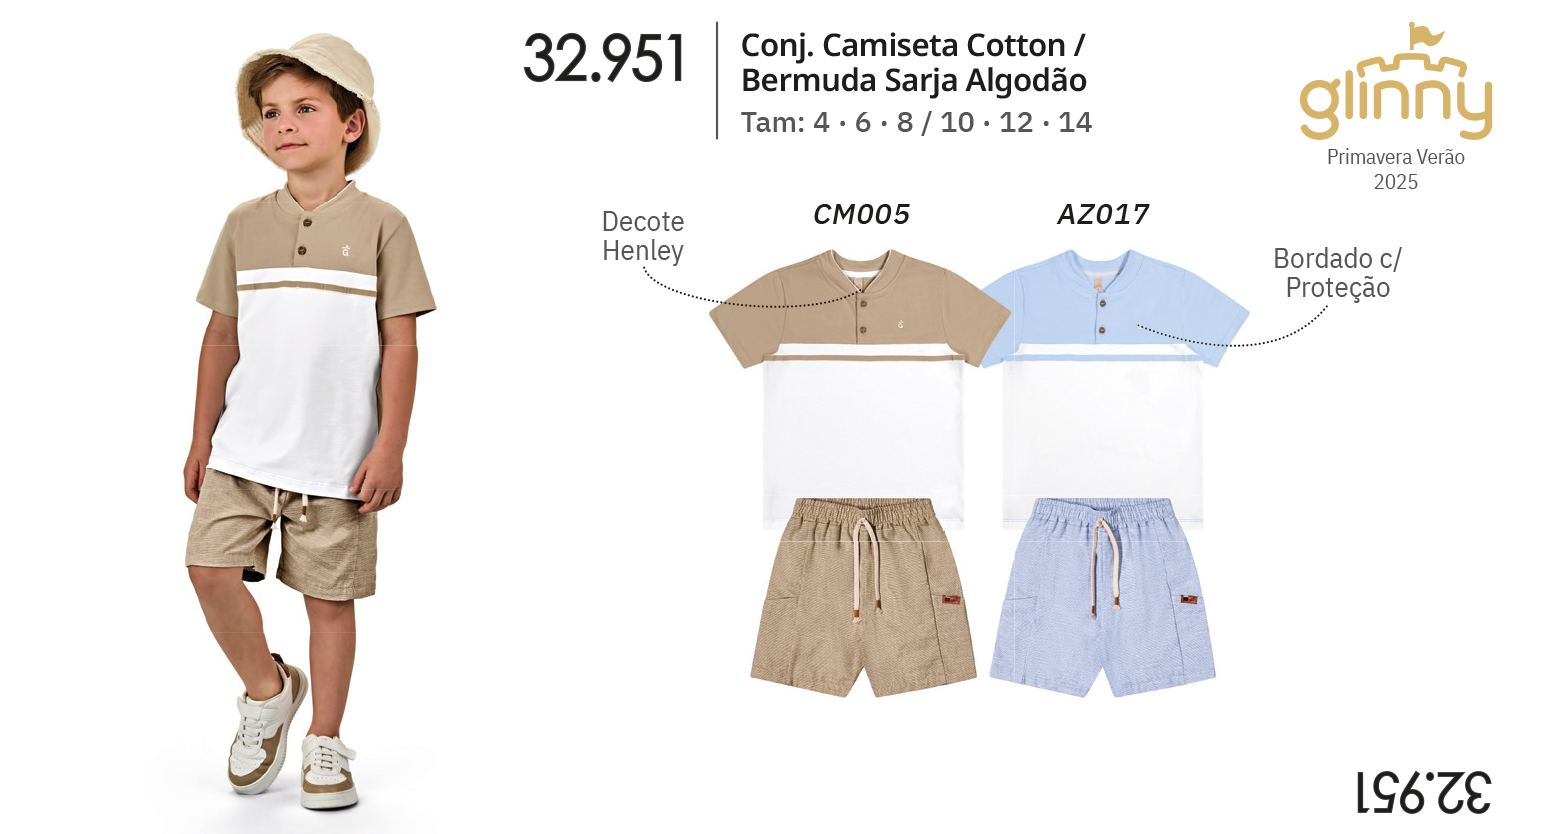 32.951
Conj. Camiseta Cotton /
Bermuda Sarja Algodão
Tam: 4 · 6 · 8 / 10 · 12 · 14
glinny
Primavera Verão
2025
CM005
AZ017
Decote
Henley
Bordado c/
Proteção
32.951